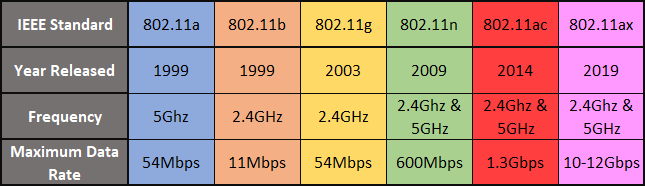 IEEE Standard 802.11a 802.11b 802.11g 802.11n 802.11ac 802.11ax
Year Released 1999 1999 2003 2009 2014 2019
Frequency 5Ghz 2.4GHz 2.4GHz 2.4Ghz & 5GHz 2.4Ghz & 5GHz 2.4Ghz & 5GHz
Maximum Data Rate 54Mbps 11Mbps 54Mbps 600Mbps 1.3Gbps 10-12Gbps